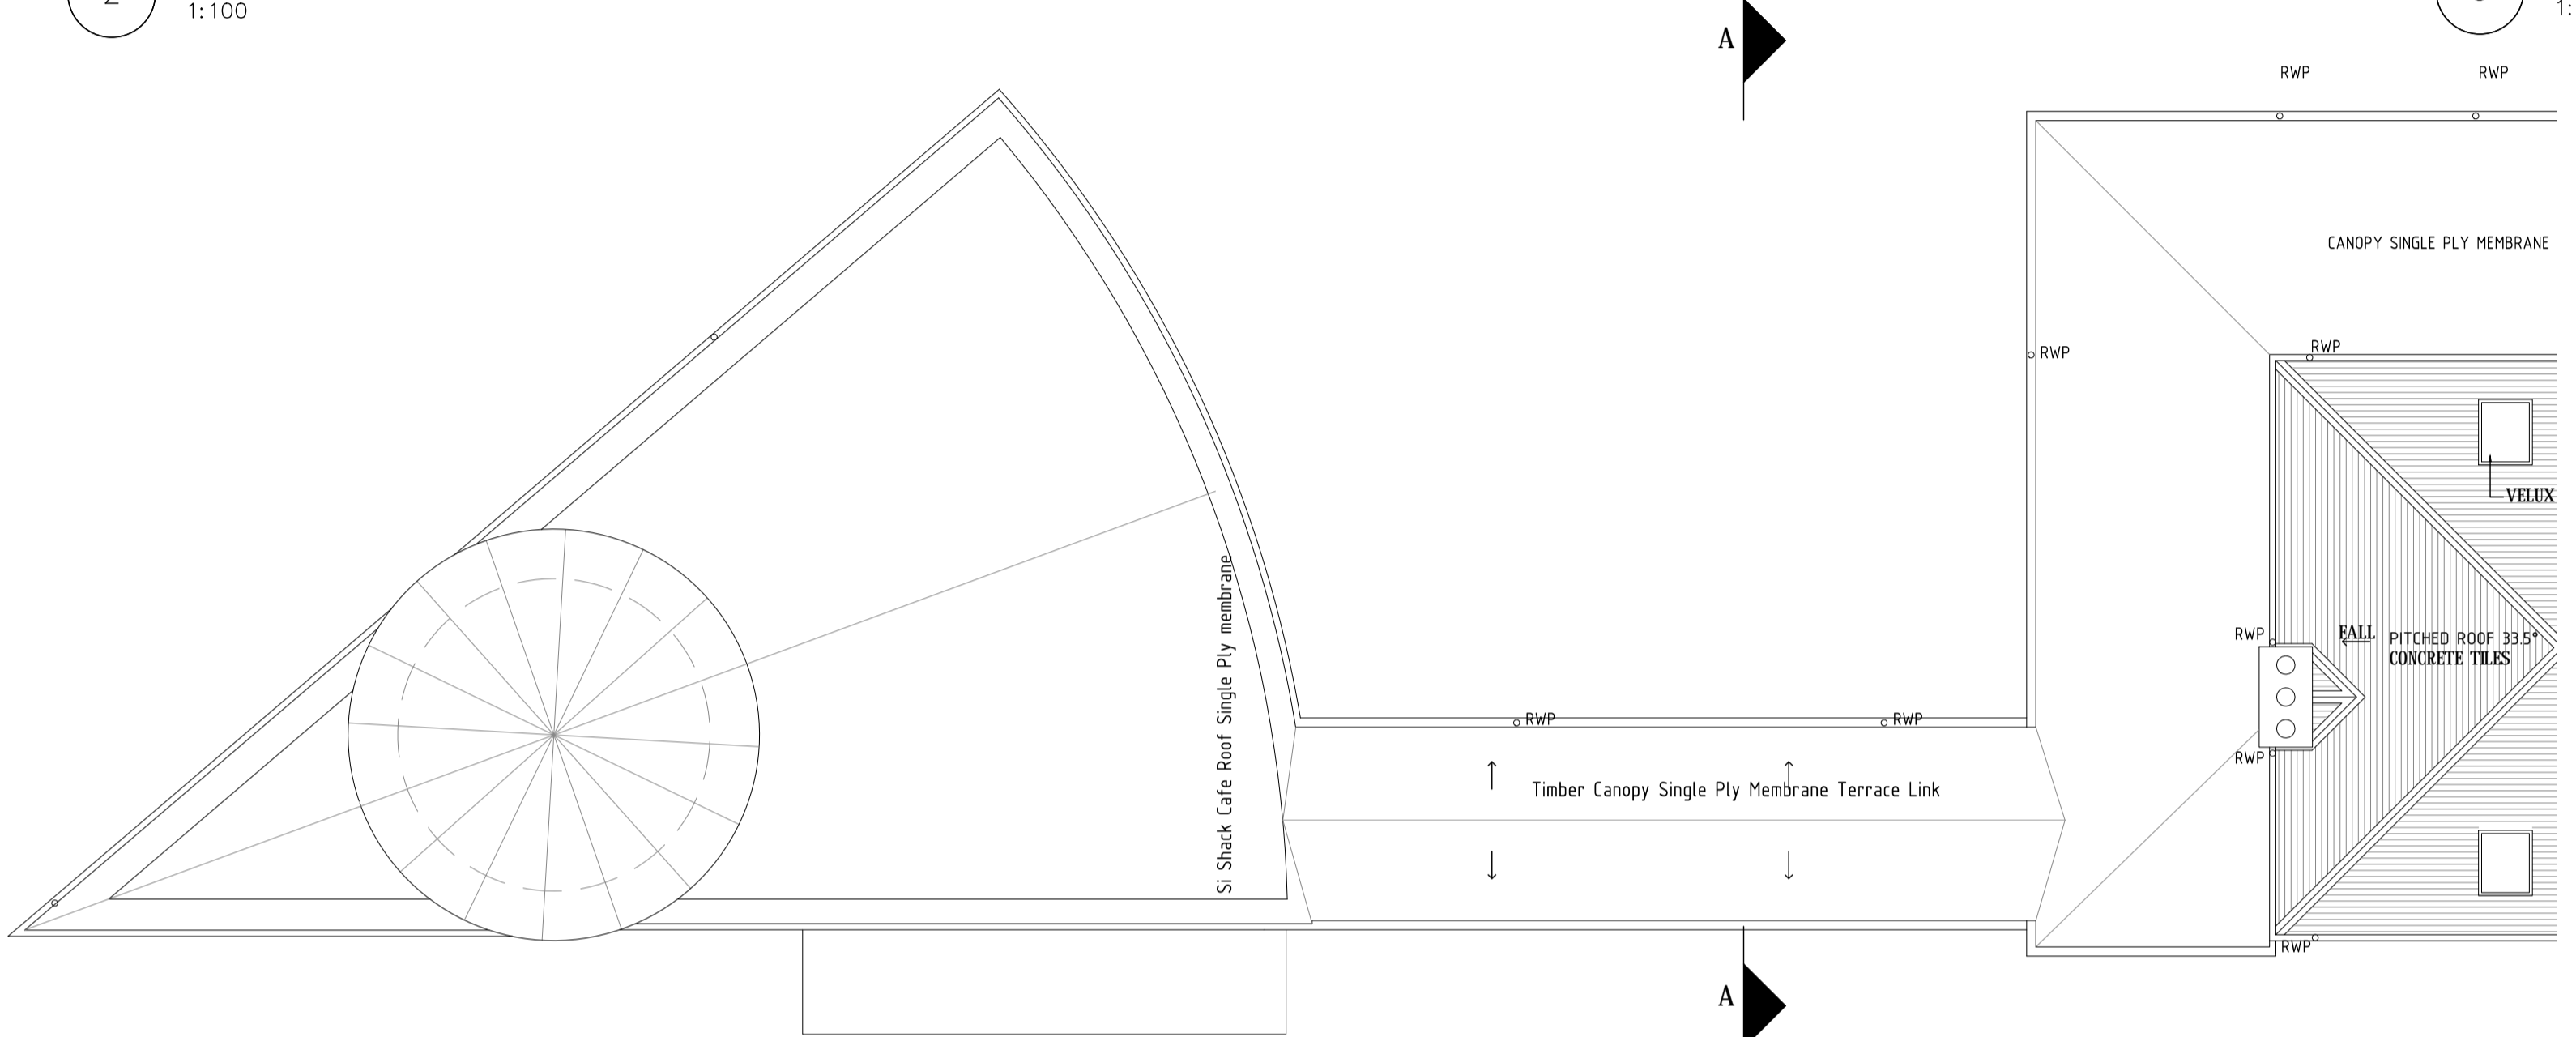 1:100
A
1:
RWP
RWP
CANOPY SINGLE PLY MEMBRANE
RWP
RWP
VELUX
Si Shack Cafe Roof Single Ply membrane
RWP
FALL
PITCHED ROOF 33.5°
CONCRETE TILES
RWP
RWP
RWP
Timber Canopy Single Ply Membrane Terrace Link
RWP
A